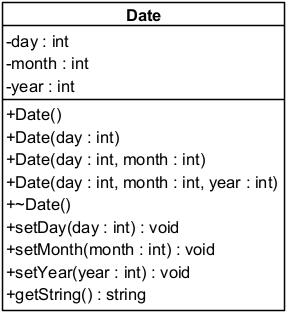 Date
-day : int
-month : int
-year : int
+Date()
+Date(day : int)
+Date(day : int, month : int)
+Date(day : int, month : int, year : int)
+~Date()
+setDay(day : int) : void
+setMonth(month : int) : void
+setYear(year : int) : void
+getString() : string